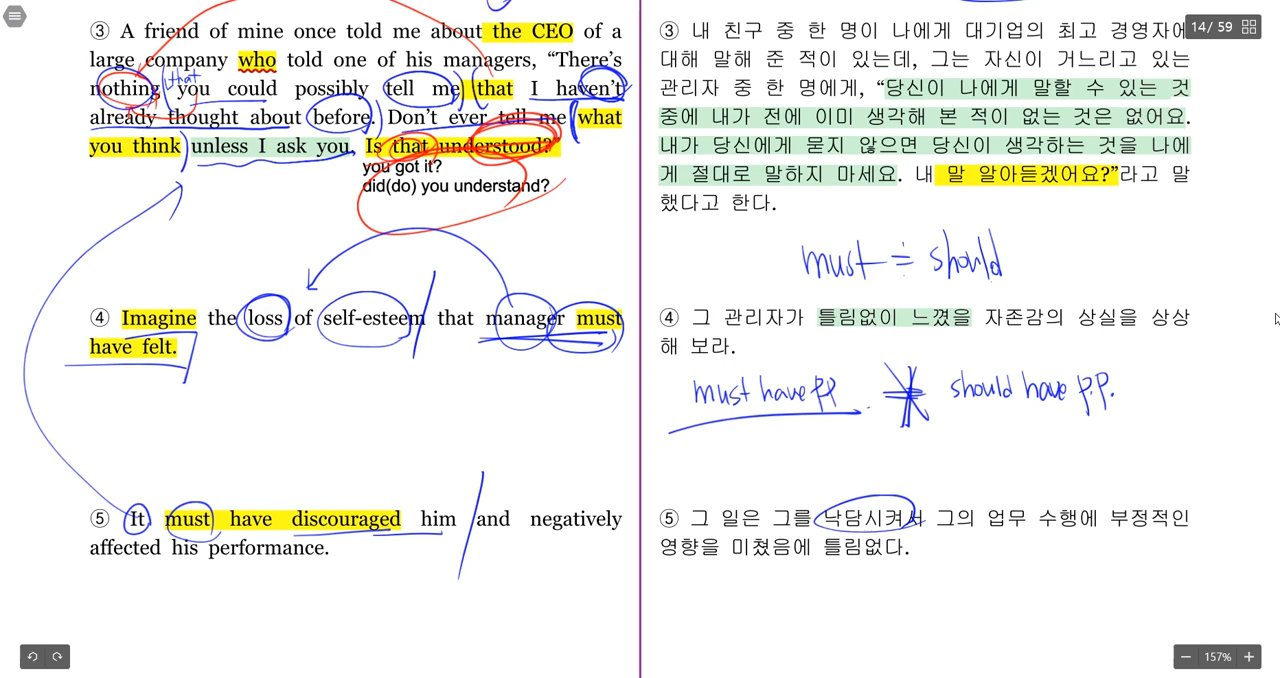 ③ A friend of mine once told me about the CEO of a
large company who told one of his managers, “There’s
that
nothing you could possibly tell me that I haven’t
already thought about before. Don’t ever tell me what
you think unless I ask you. Is that understood?”
you got it?
did(do) you understand?
④ Imagine the loss of self-esteem that manager must
have felt.
⑤ It must have discouraged him and negatively
affected his performance.
14/ 59
③ 내 친구 중 한 명이 나에게 대기업의 최고 경영자에
대해 말해 준 적이 있는데, 그는 자신이 거느리고 있는
관리자 중 한 명에게, “당신이 나에게 말할 수 있는 것
중에 내가 전에 이미 생각해 본 적이 없는 것은 없어요.
내가 당신에게 묻지 않으면 당신이 생각하는 것을 나에
게 절대로 말하지 마세요. 내 말 알아듣겠어요?”라고 말
했다고 한다.
must ≒ should
④ 그 관리자가 틀림없이 느꼈을 자존감의 상실을 상상
해 보라.
must have pp should have p.p.
⑤ 그 일은 그를 낙담시켜서 그의 업무 수행에 부정적인
영향을 미쳤음에 틀림없다.
157%